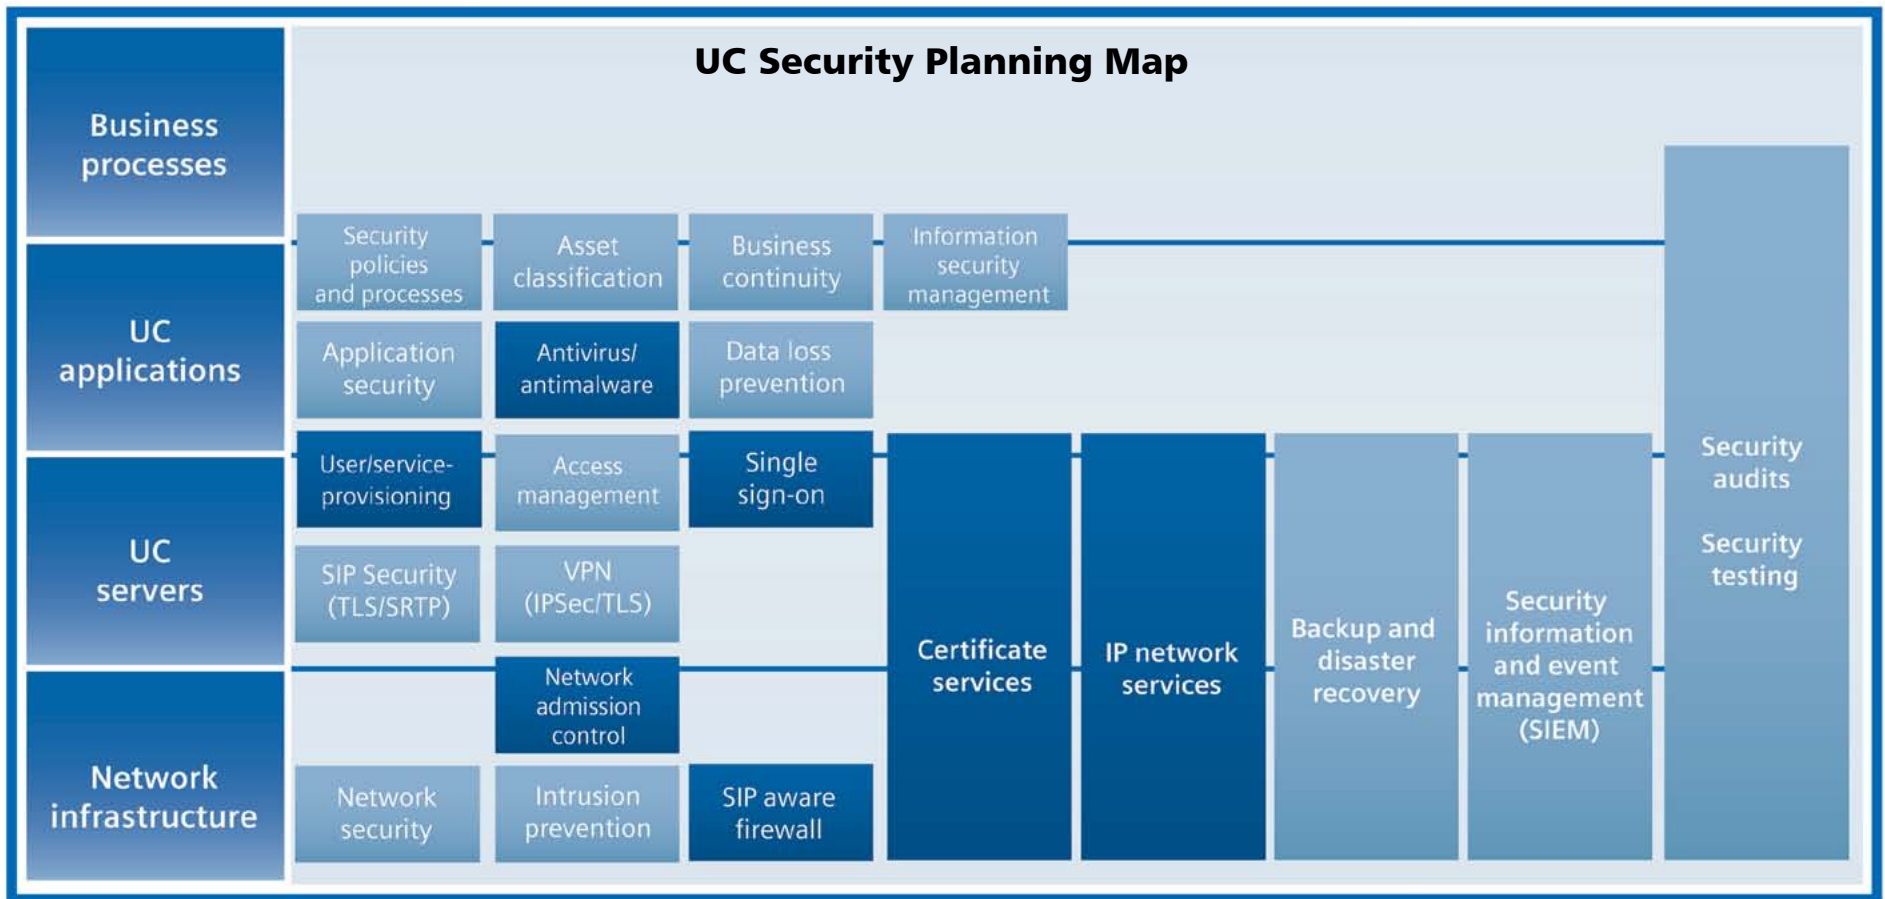 UC Security Planning Map
Business
processes
Security
policies
and processes
Asset
classification
Business
continuity
Information
security
management
UC
applications
Application
security
Antivirus/
antimalware
Data loss
prevention
User/service-
provisioning
Access
management
Single
sign-on
UC
servers
SIP Security
(TLS/SRTP)
VPN
(IPSec/TLS)
Network
admission
control
Network
infrastructure
Network
security
Intrusion
prevention
SIP aware
firewall
Certificate
services
IP network
services
Backup and
disaster
recovery
Security
information
and event
management
(SIEM)
Security
audits
Security
testing